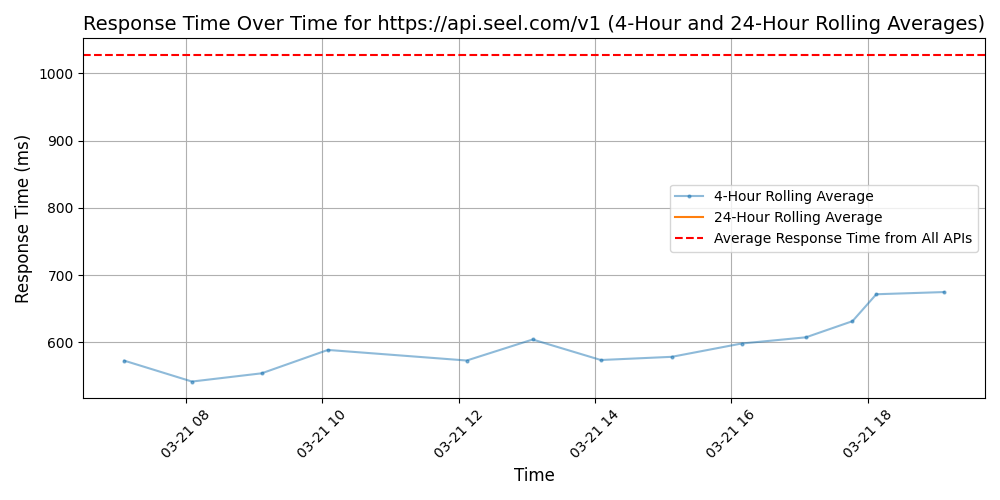 Response Time Over Time for https://api.seel.com/v1 (4-Hour and 24-Hour Rolling Averages)
Response Time (ms)
1000
900
800
700
600
4-Hour Rolling Average
24-Hour Rolling Average
Average Response Time from All APIs
03-21 08
03-21 10
03-21 12
03-21 14
03-21 16
03-21 18
Time